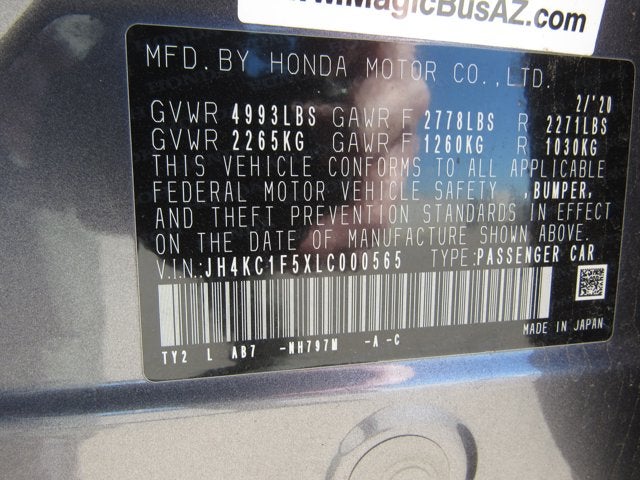 MagicBusAZ.com
MFD. BY HONDA MOTOR CO., LTD.
2/'20
GVWR 4993LBS GAWR F 2778LBS R 2271LBS
GVWR 2265KG GAWR F 1260KG R 1030KG
THIS VEHICLE CONFORMS TO ALL APPLICABLE
FEDERAL MOTOR VEHICLE SAFETY ,BUMPER,
AND THEFT PREVENTION STANDARDS IN EFFECT
ON THE DATE OF MANUFACTURE SHOWN ABOVE.
V.I.N: JH4KC1F5XLC000565 TYPE:PASSENGER CAR
TY2 L AB7 -NH797M -A -C
MADE IN JAPAN